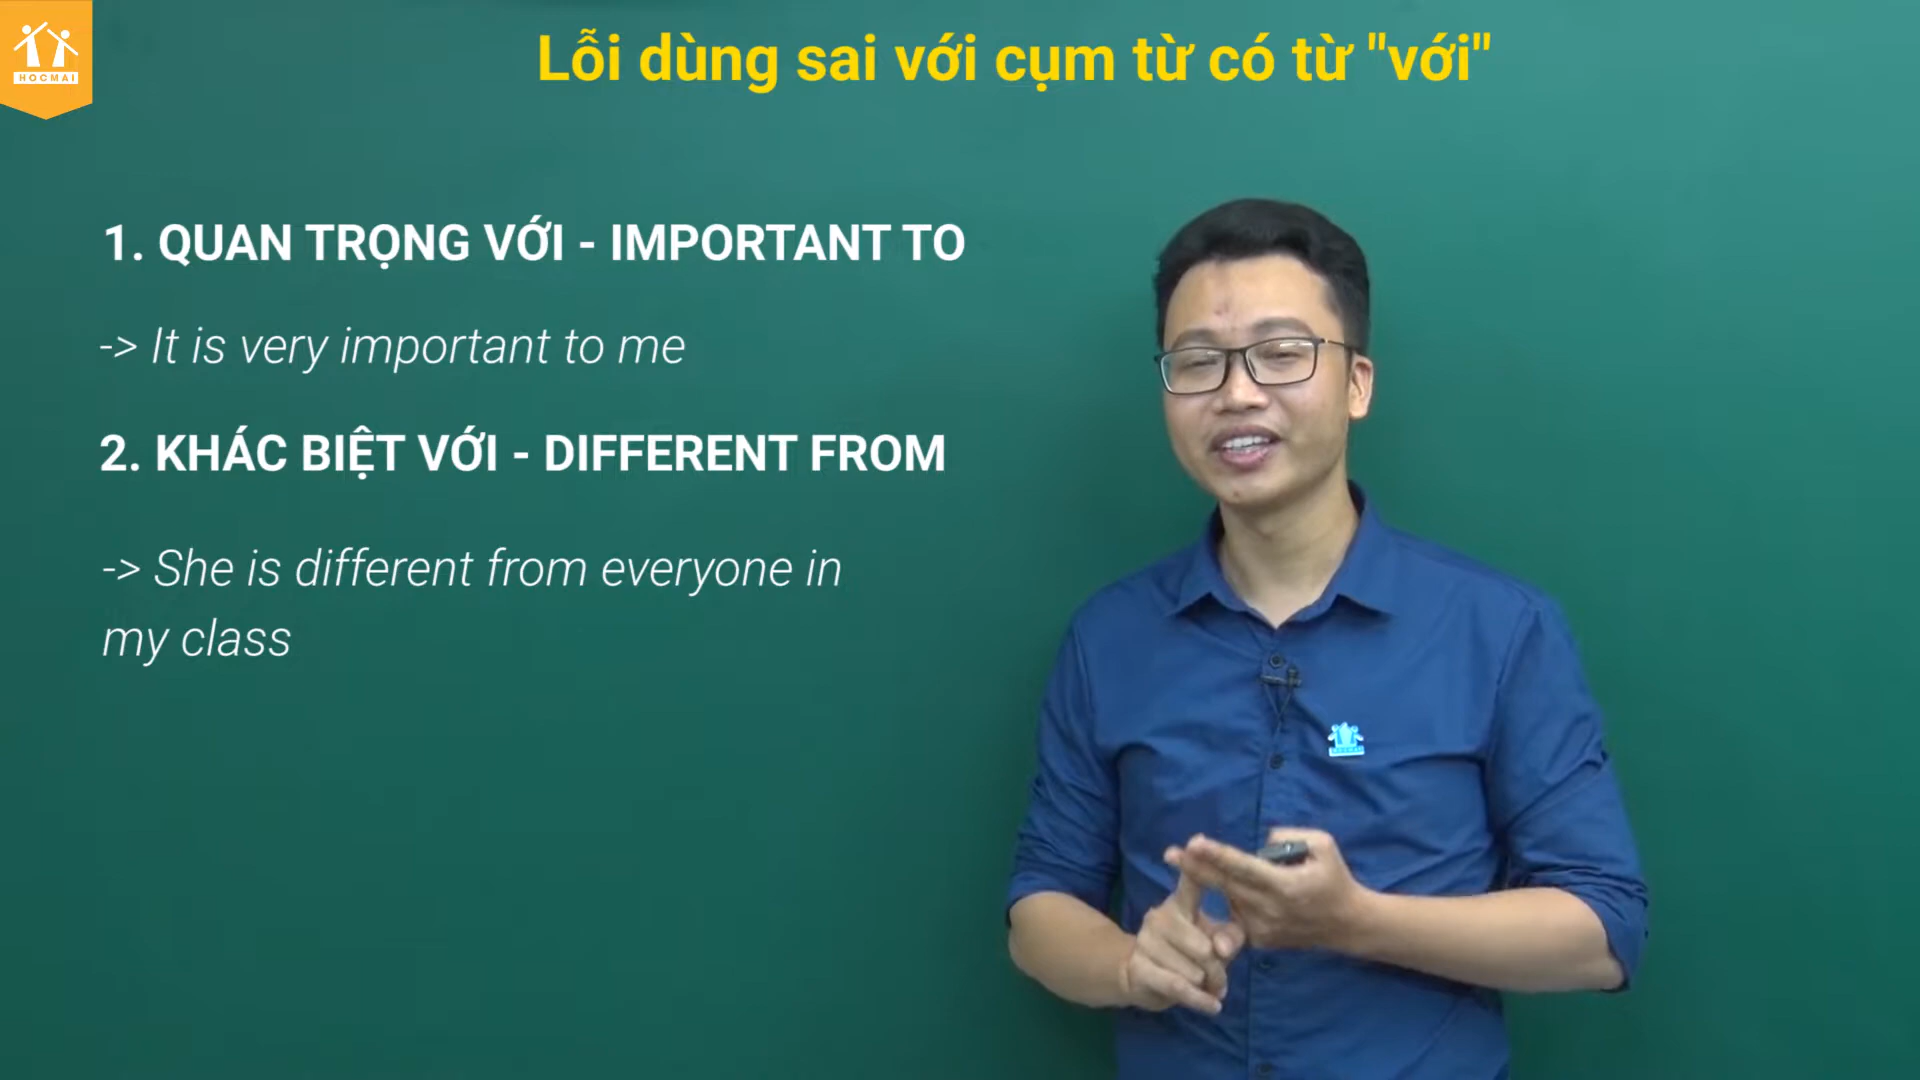 HOCMAI
Lỗi dùng sai với cụm từ có từ "với"
1. QUAN TRỌNG VỚI - IMPORTANT TO
-> It is very important to me
2. KHÁC BIỆT VỚI - DIFFERENT FROM
-> She is different from everyone in
my class